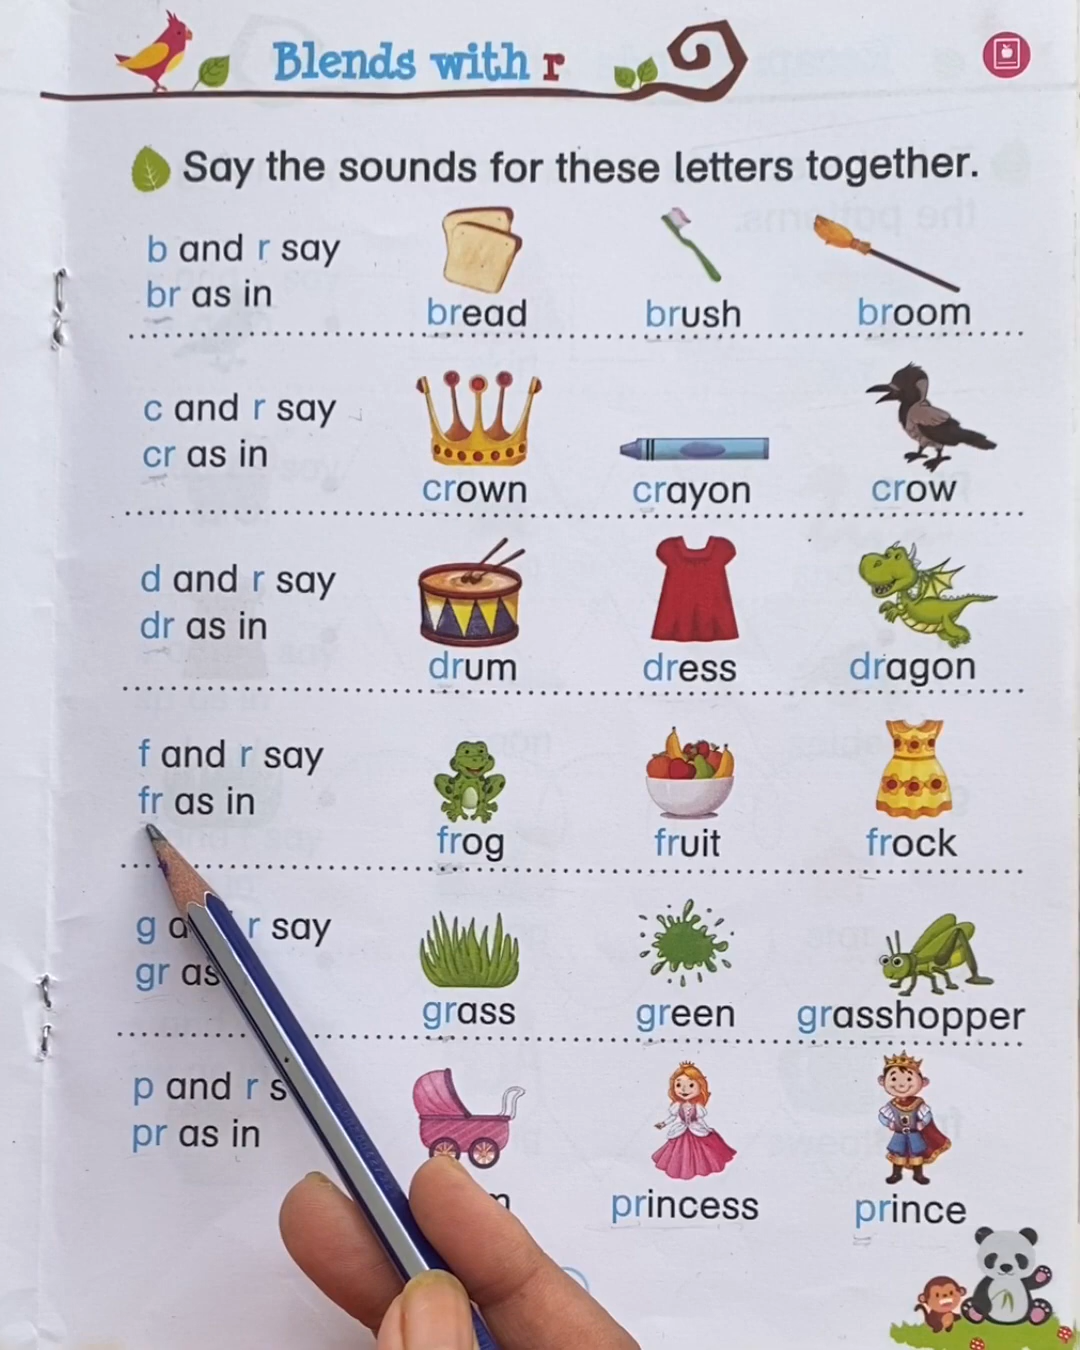 Blends with r
Say the sounds for these letters together.
b and r say
br as in
bread brush broom
c and r say
cr as in
crown crayon crow
d and r say
dr as in
drum dress dragon
f and r say
fr as in
frog fruit frock
g r say
gr as
grass green grasshopper
p and r
pr as in
princess prince